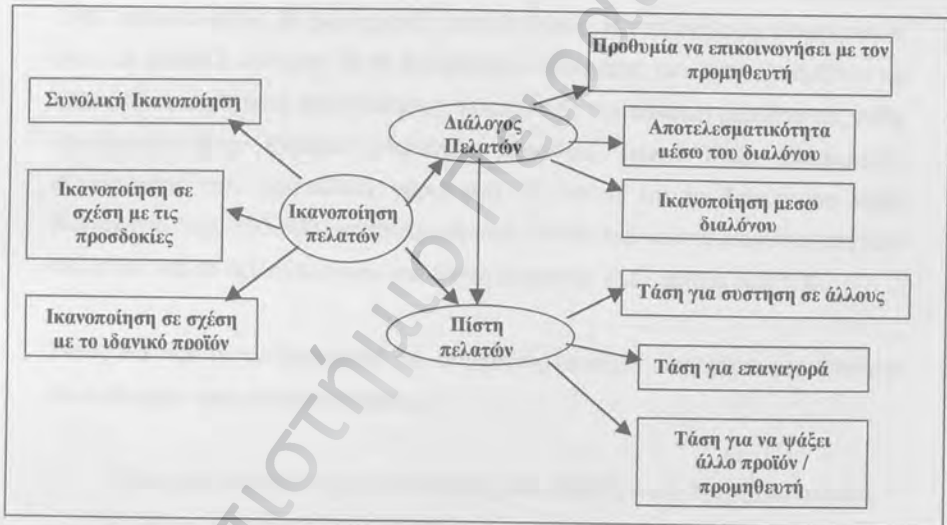 Προθυμία να επικοινωνήσει με τον
προμηθευτή
Συνολική Ικανοποίηση
Διάλογος
Πελατών
Αποτελεσματικότητα
μέσω του διαλόγου
Ικανοποίηση σε
σχέση με τις
προσδοκίες
Ικανοποίηση
πελατών
Ικανοποίηση μεσω
διαλόγου
Ικανοποίηση σε σχέση
με το ιδανικό προϊόν
Πίστη
πελατών
Τάση για συστηση σε άλλους
Τάση για επαναγορά
Τάση για να ψάξει
άλλο προϊόν /
προμηθευτή